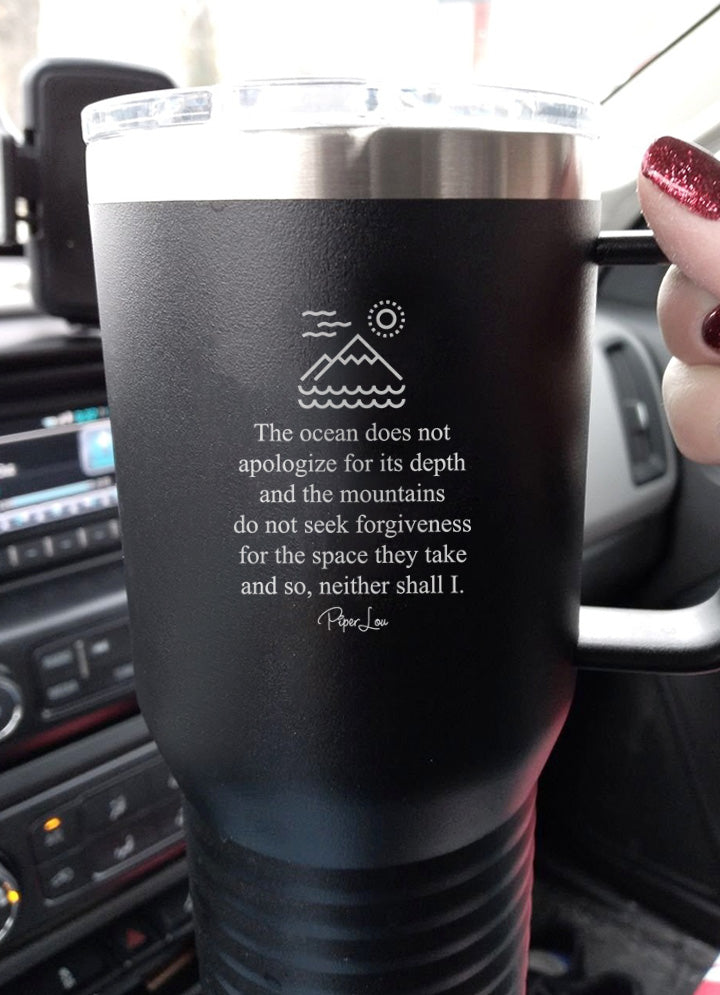 The ocean does not
apologize for its depth
and the mountains
do not seek forgiveness
for the space they take
and so, neither shall I.
Piper Lou